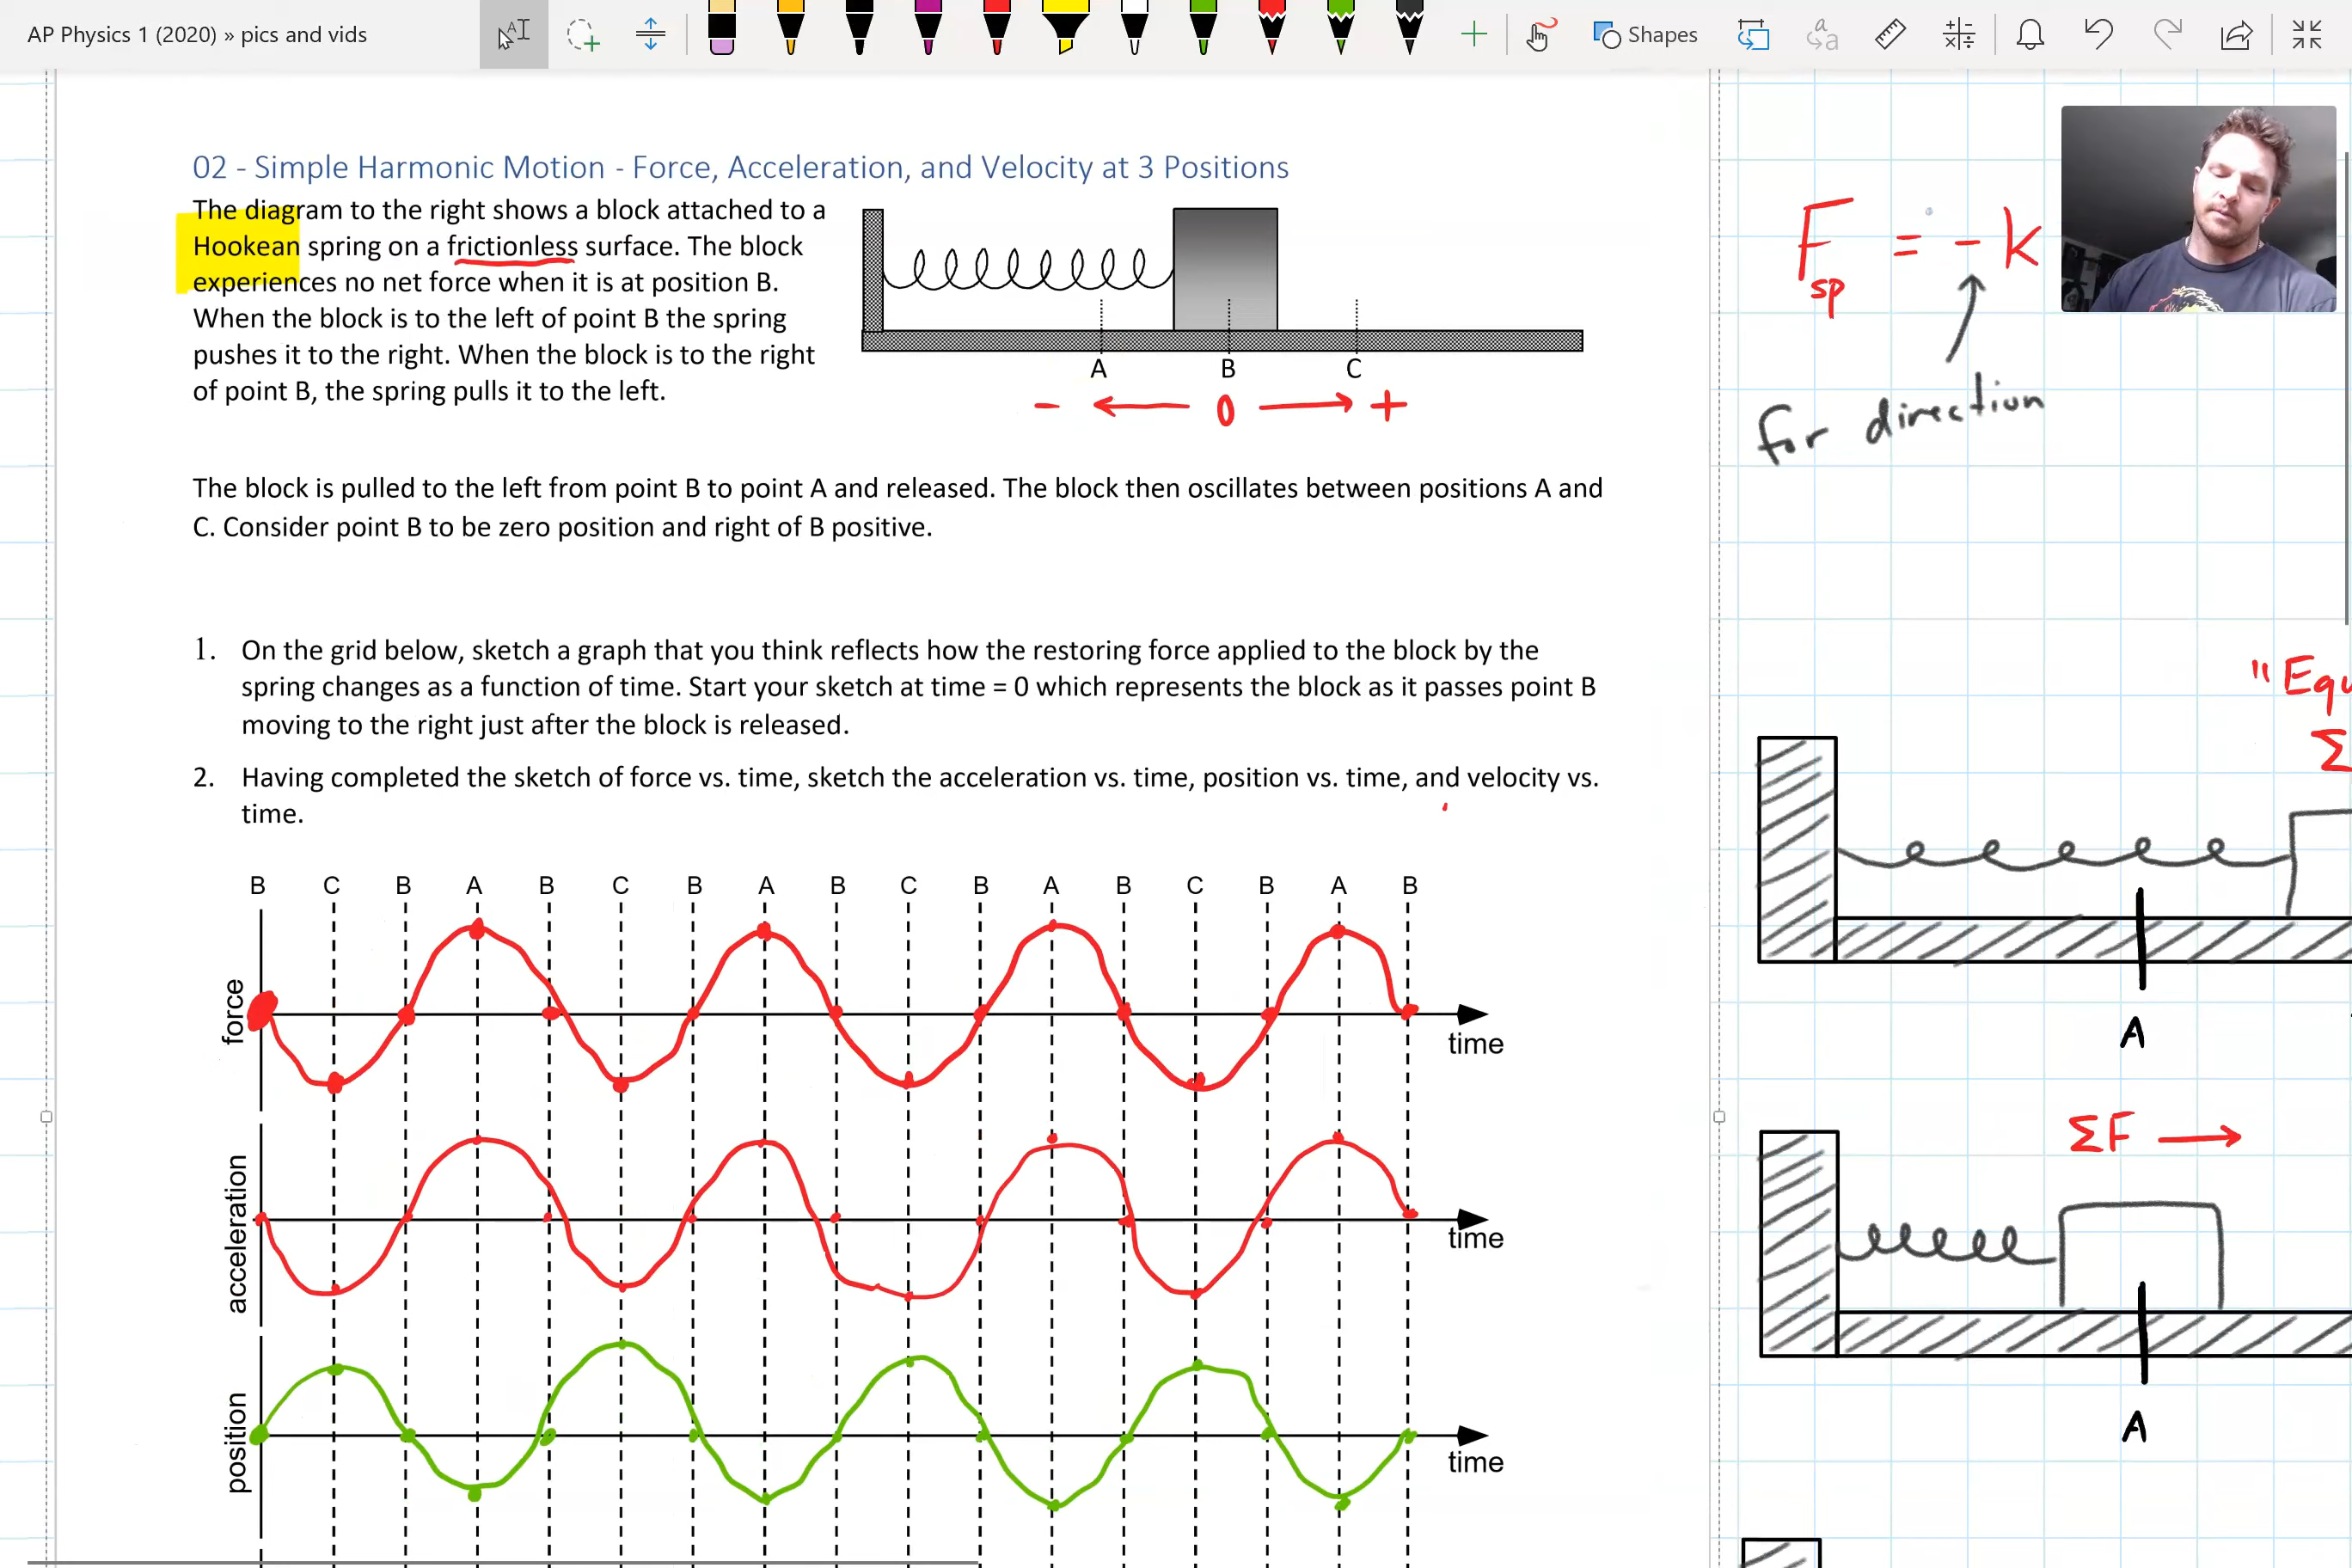 AP Physics 1 (2020) » pics and vids
Shapes
02 - Simple Harmonic Motion - Force, Acceleration, and Velocity at 3 Positions
The diagram to the right shows a block attached to a
Hookean spring on a frictionless surface. The block
experiences no net force when it is at position B.
When the block is to the left of point B the spring
pushes it to the right. When the block is to the right
of point B, the spring pulls it to the left.
A B C
- 0 +
The block is pulled to the left from point B to point A and released. The block then oscillates between positions A and
C. Consider point B to be zero position and right of B positive.
1. On the grid below, sketch a graph that you think reflects how the restoring force applied to the block by the
spring changes as a function of time. Start your sketch at time = 0 which represents the block as it passes point B
moving to the right just after the block is released.
2. Having completed the sketch of force vs. time, sketch the acceleration vs. time, position vs. time, and velocity vs.
time.
B C B A B C B A B C B A B C B A B
force
time
acceleration
time
position
time
F sp = - k
for direction
"Equ
Σ
A
ΣF →
A